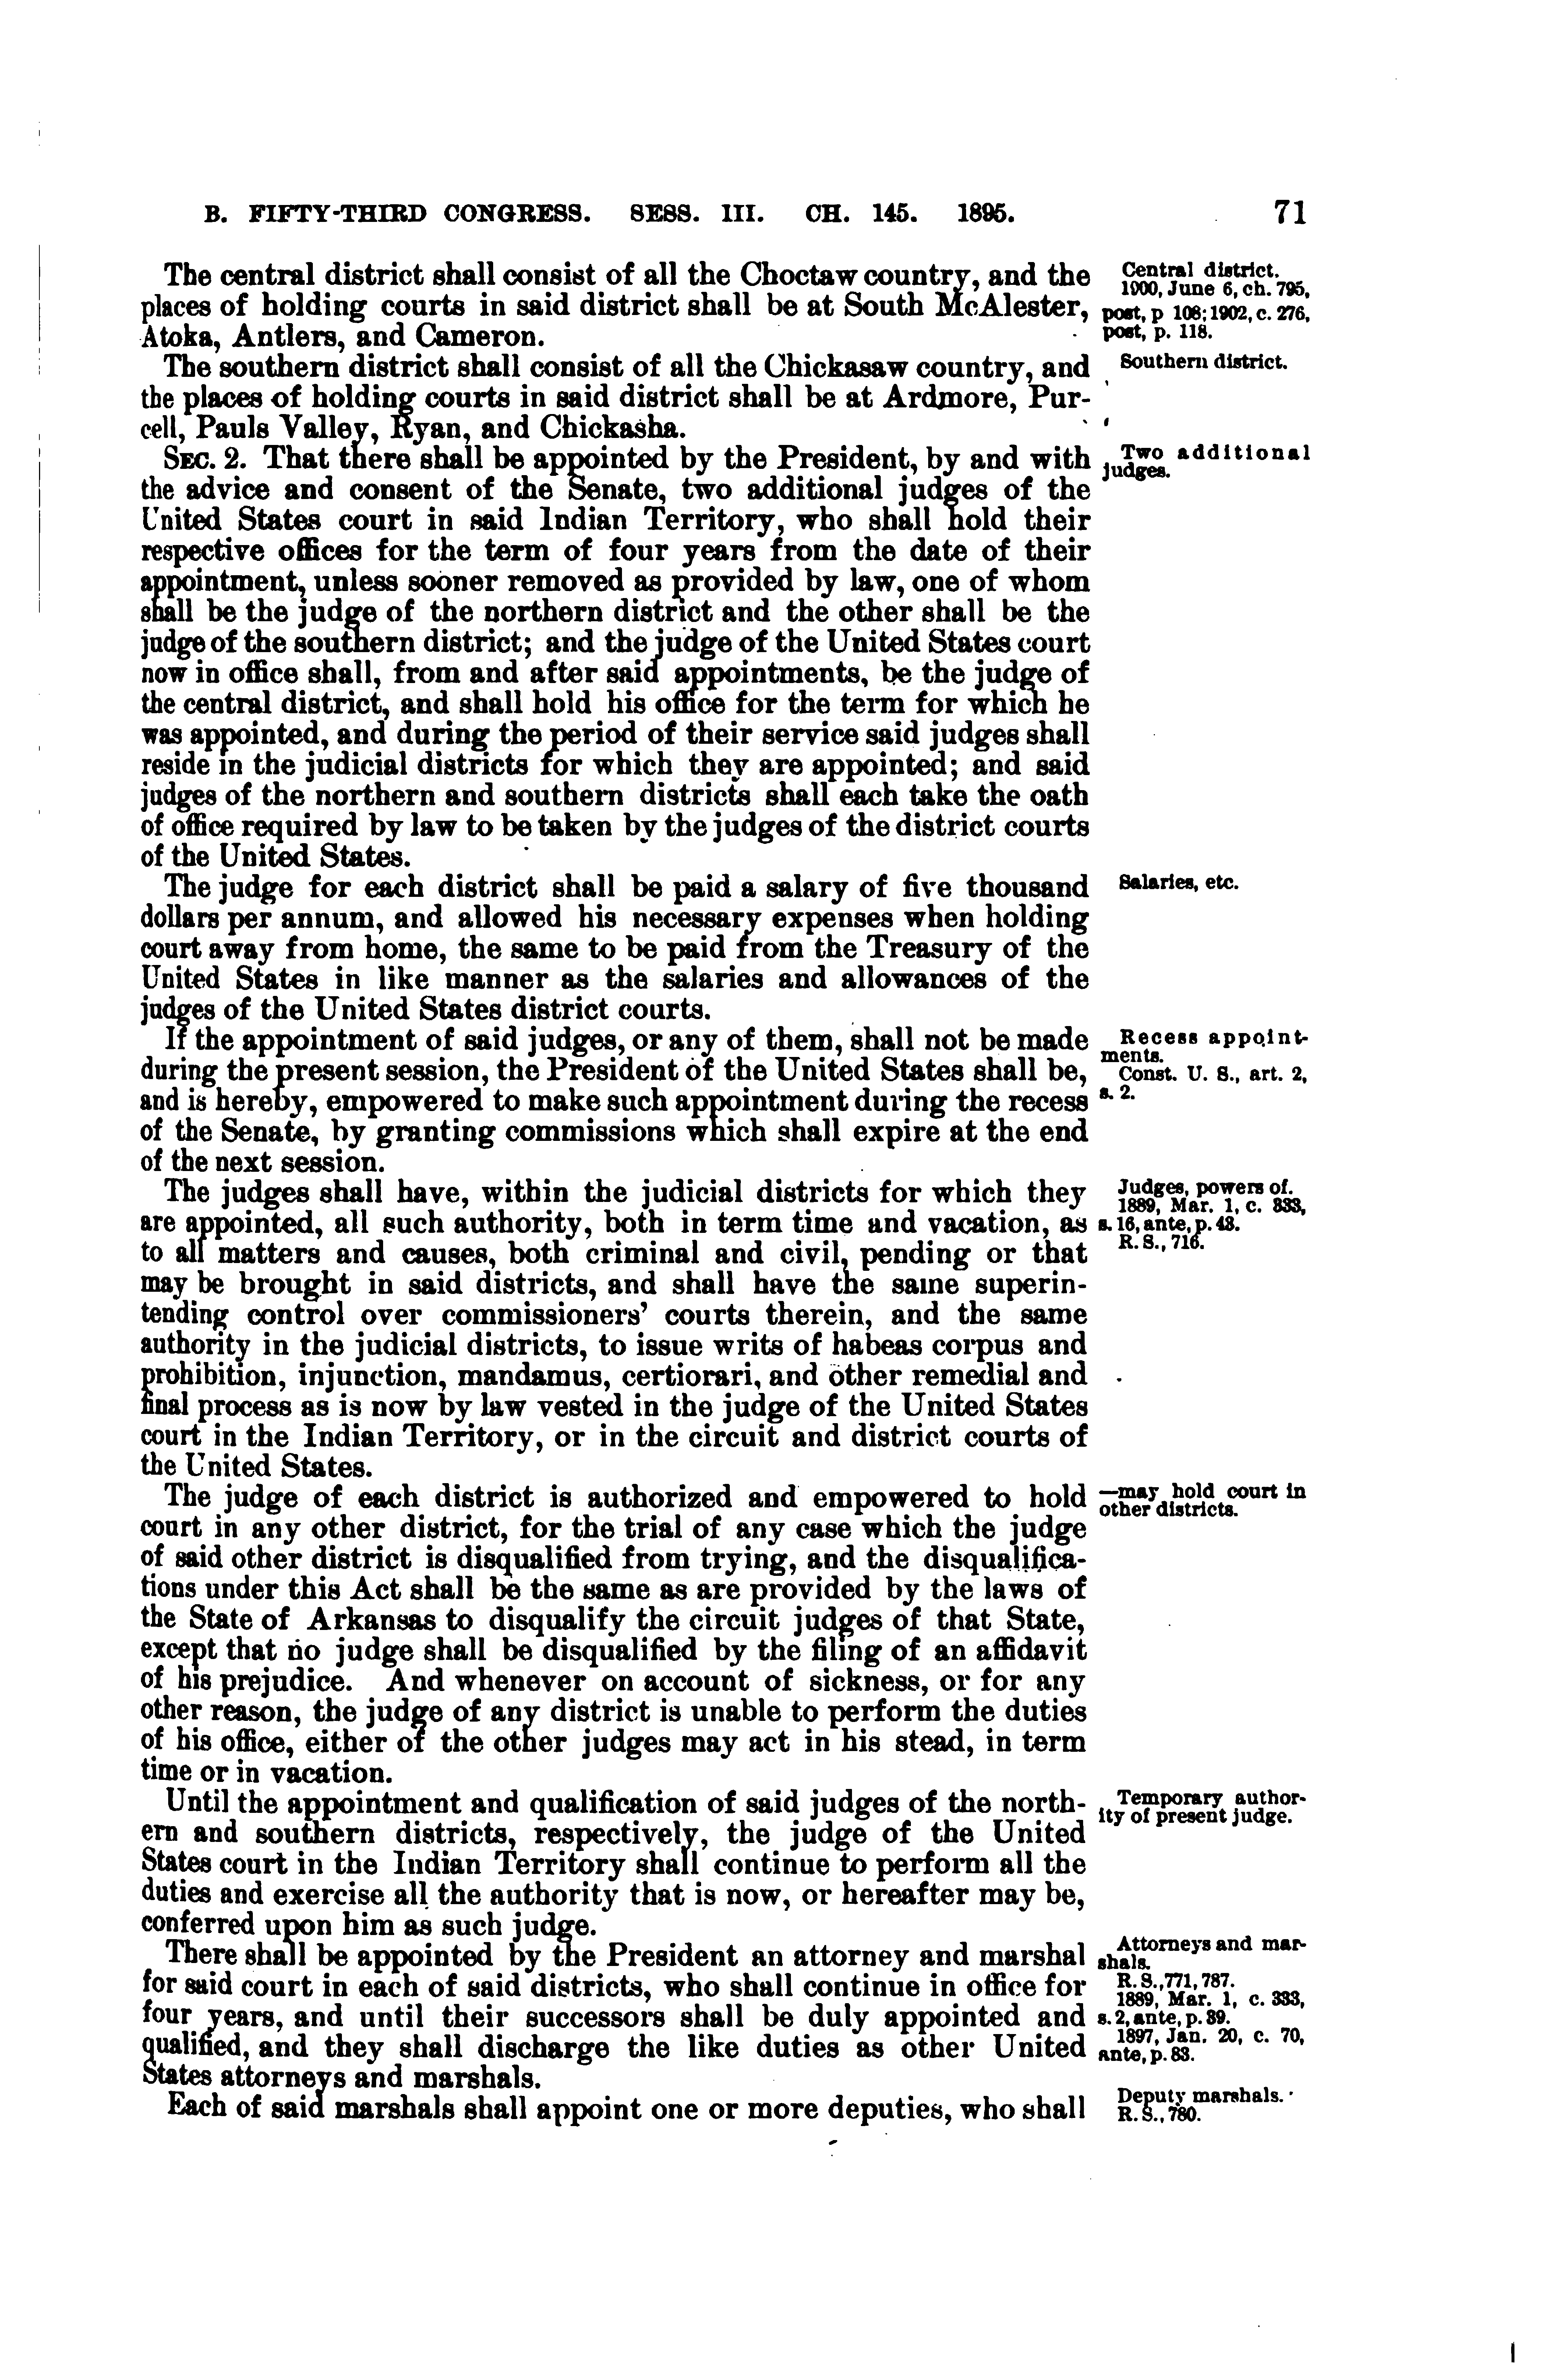 B. FIFTY-THIRD CONGRESS. SESS. III. CH. 145. 1895. 71
The central district shall consist of all the Choctaw country, and the
places of holding courts in said district shall be at South McAlester,
Atoka, Antlers, and Cameron.
Central district.
1900, June 6, ch. 795,
post, p 108; 1902, c. 276,
post, p. 118.
The southern district shall consist of all the Chickasaw country, and
the places of holding courts in said district shall be at Ardmore, Pur-
cell, Pauls Valley, Ryan, and Chickasha.
Southern district.
SEC. 2. That there shall be appointed by the President, by and with
the advice and consent of the Senate, two additional judges of the
United States court in said Indian Territory, who shall hold their
respective offices for the term of four years from the date of their
appointment, unless sooner removed as provided by law, one of whom
shall be the judge of the northern district and the other shall be the
judge of the southern district; and the judge of the United States court
now in office shall, from and after said appointments, be the judge of
the central district, and shall hold his office for the term for which he
was appointed, and during the period of their service said judges shall
reside in the judicial districts for which they are appointed; and said
judges of the northern and southern districts shall each take the oath
of office required by law to be taken by the judges of the district courts
of the United States.
Two additional
judges.
The judge for each district shall be paid a salary of five thousand
dollars per annum, and allowed his necessary expenses when holding
court away from home, the same to be paid from the Treasury of the
United States in like manner as the salaries and allowances of the
judges of the United States district courts.
Salaries, etc.
If the appointment of said judges, or any of them, shall not be made
during the present session, the President of the United States shall be,
and is hereby, empowered to make such appointment during the recess
of the Senate, by granting commissions which shall expire at the end
of the next session.
Recess appoint-
ments.
Const. U. S., art. 2,
s. 2.
The judges shall have, within the judicial districts for which they
are appointed, all such authority, both in term time and vacation, as
to all matters and causes, both criminal and civil, pending or that
may be brought in said districts, and shall have the same superin-
tending control over commissioners' courts therein, and the same
authority in the judicial districts, to issue writs of habeas corpus and
prohibition, injunction, mandamus, certiorari, and other remedial and
final process as is now by law vested in the judge of the United States
court in the Indian Territory, or in the circuit and district courts of
the United States.
Judges, powers of.
1889, Mar. 1, c. 333,
s. 16, ante, p. 43.
R. S., 716.
The judge of each district is authorized and empowered to hold
court in any other district, for the trial of any case which the judge
of said other district is disqualified from trying, and the disqualifica-
tions under this Act shall be the same as are provided by the laws of
the State of Arkansas to disqualify the circuit judges of that State,
except that no judge shall be disqualified by the filing of an affidavit
of his prejudice. And whenever on account of sickness, or for any
other reason, the judge of any district is unable to perform the duties
of his office, either of the other judges may act in his stead, in term
time or in vacation.
—may hold court in
other districts.
Until the appointment and qualification of said judges of the north-
ern and southern districts, respectively, the judge of the United
States court in the Indian Territory shall continue to perform all the
duties and exercise all the authority that is now, or hereafter may be,
conferred upon him as such judge.
Temporary author-
ity of present judge.
There shall be appointed by the President an attorney and marshal
for said court in each of said districts, who shall continue in office for
four years, and until their successors shall be duly appointed and
qualified, and they shall discharge the like duties as other United
States attorneys and marshals.
Attorneys and mar-
shals.
R. S., 771, 787.
1889, Mar. 1, c. 333,
s. 2, ante, p. 39.
1897, Jan. 20, c. 70,
ante, p. 83.
Each of said marshals shall appoint one or more deputies, who shall
Deputy marshals.
R. S., 780.